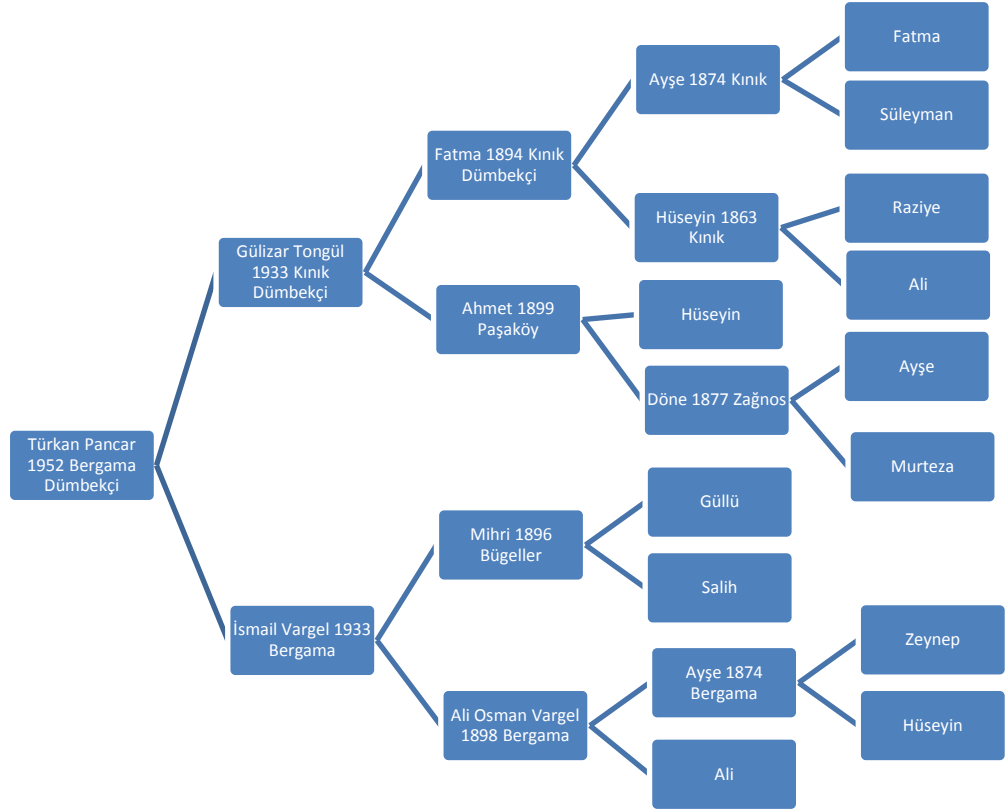 Fatma
Ayşe 1874 Kınık
Süleyman
Fatma 1894 Kınık
Dümbekçi
Raziye
Hüseyin 1863
Kınık
Ali
Gülizar Tongül
1933 Kınık
Dümbekçi
Ahmet 1899
Paşaköy
Hüseyin
Ayşe
Döne 1877 Zağnos
Murteza
Türkan Pancar
1952 Bergama
Dümbekçi
Güllü
Mihri 1896
Bügeller
Salih
İsmail Vargel 1933
Bergama
Zeynep
Ayşe 1874
Bergama
Hüseyin
Ali Osman Vargel
1898 Bergama
Ali